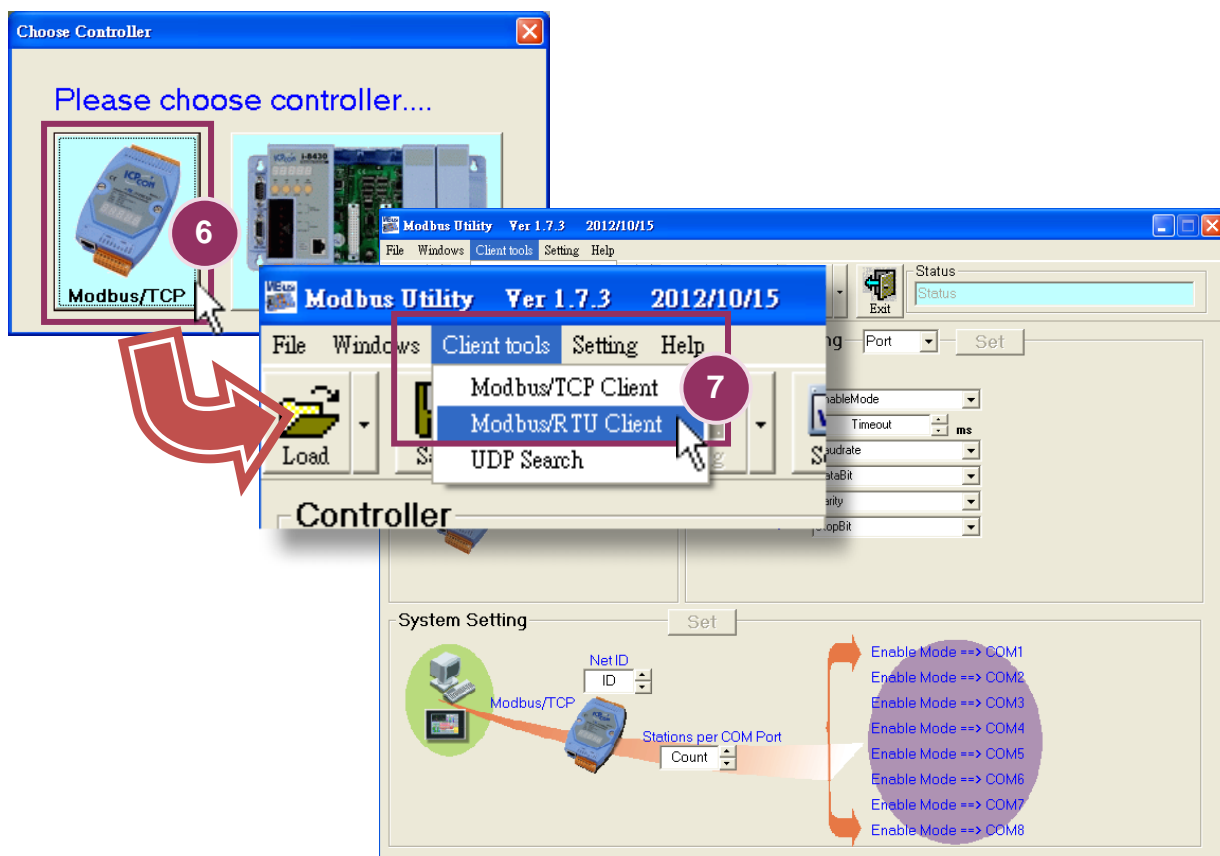 Choose Controller
Please choose controller....
ICPCON
ICPCON I-8430
Modbus/TCP
6
Modbus Utility Ver 1.7.3 2012/10/15
File Windows Client tools Setting Help
Exit
Status
Status
Port
Set
Modbus Utility Ver 1.7.3 2012/10/15
File Windows Client tools Setting Help
Modbus/TCP Client
Modbus/RTU Client
UDP Search
7
Load
Controller
Timeout
ms
System Setting
Set
Net ID
ID
Modbus/TCP
Stations per COM Port
Count
Enable Mode ==> COM1
Enable Mode ==> COM2
Enable Mode ==> COM3
Enable Mode ==> COM4
Enable Mode ==> COM5
Enable Mode ==> COM6
Enable Mode ==> COM7
Enable Mode ==> COM8